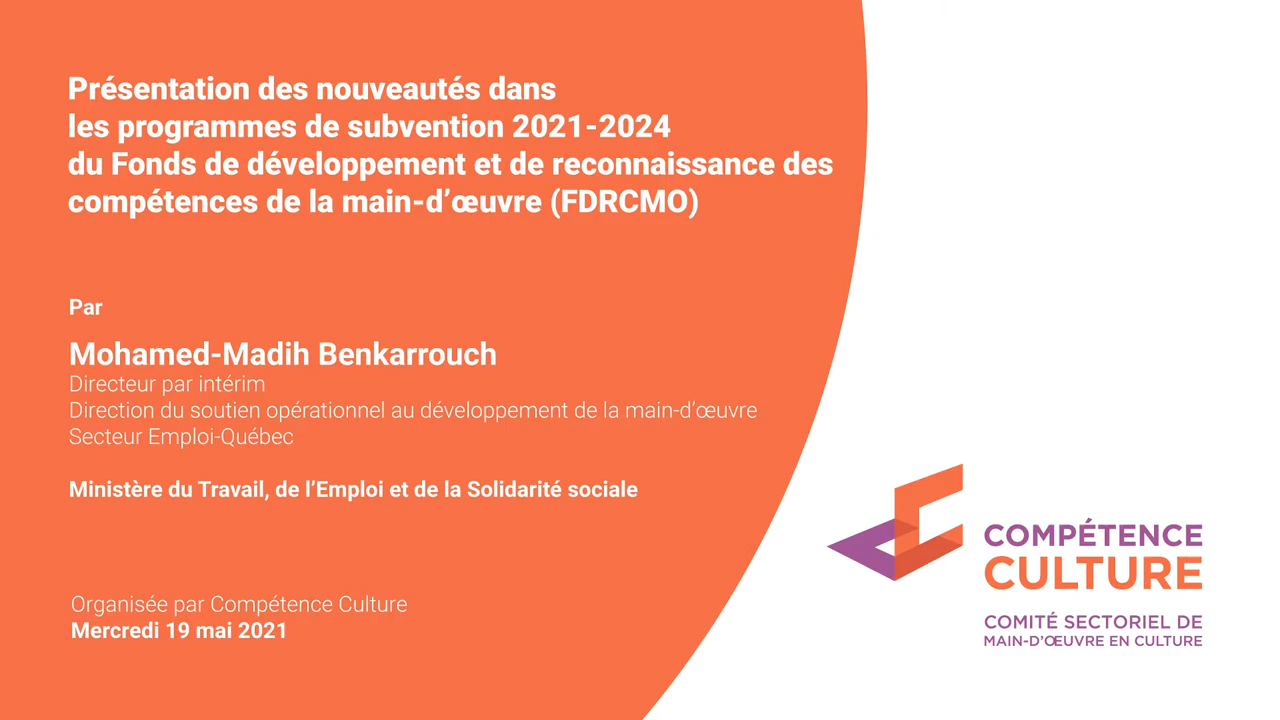 Présentation des nouveautés dans
les programmes de subvention 2021-2024
du Fonds de développement et de reconnaissance des
compétences de la main-d’œuvre (FDRCMO)
Par
Mohamed-Madih Benkarrouch
Directeur par intérim
Direction du soutien opérationnel au développement de la main-d’œuvre
Secteur Emploi-Québec
Ministère du Travail, de l’Emploi et de la Solidarité sociale
Organisée par Compétence Culture
Mercredi 19 mai 2021
COMPÉTENCE
CULTURE
COMITÉ SECTORIEL DE
MAIN-D’ŒUVRE EN CULTURE